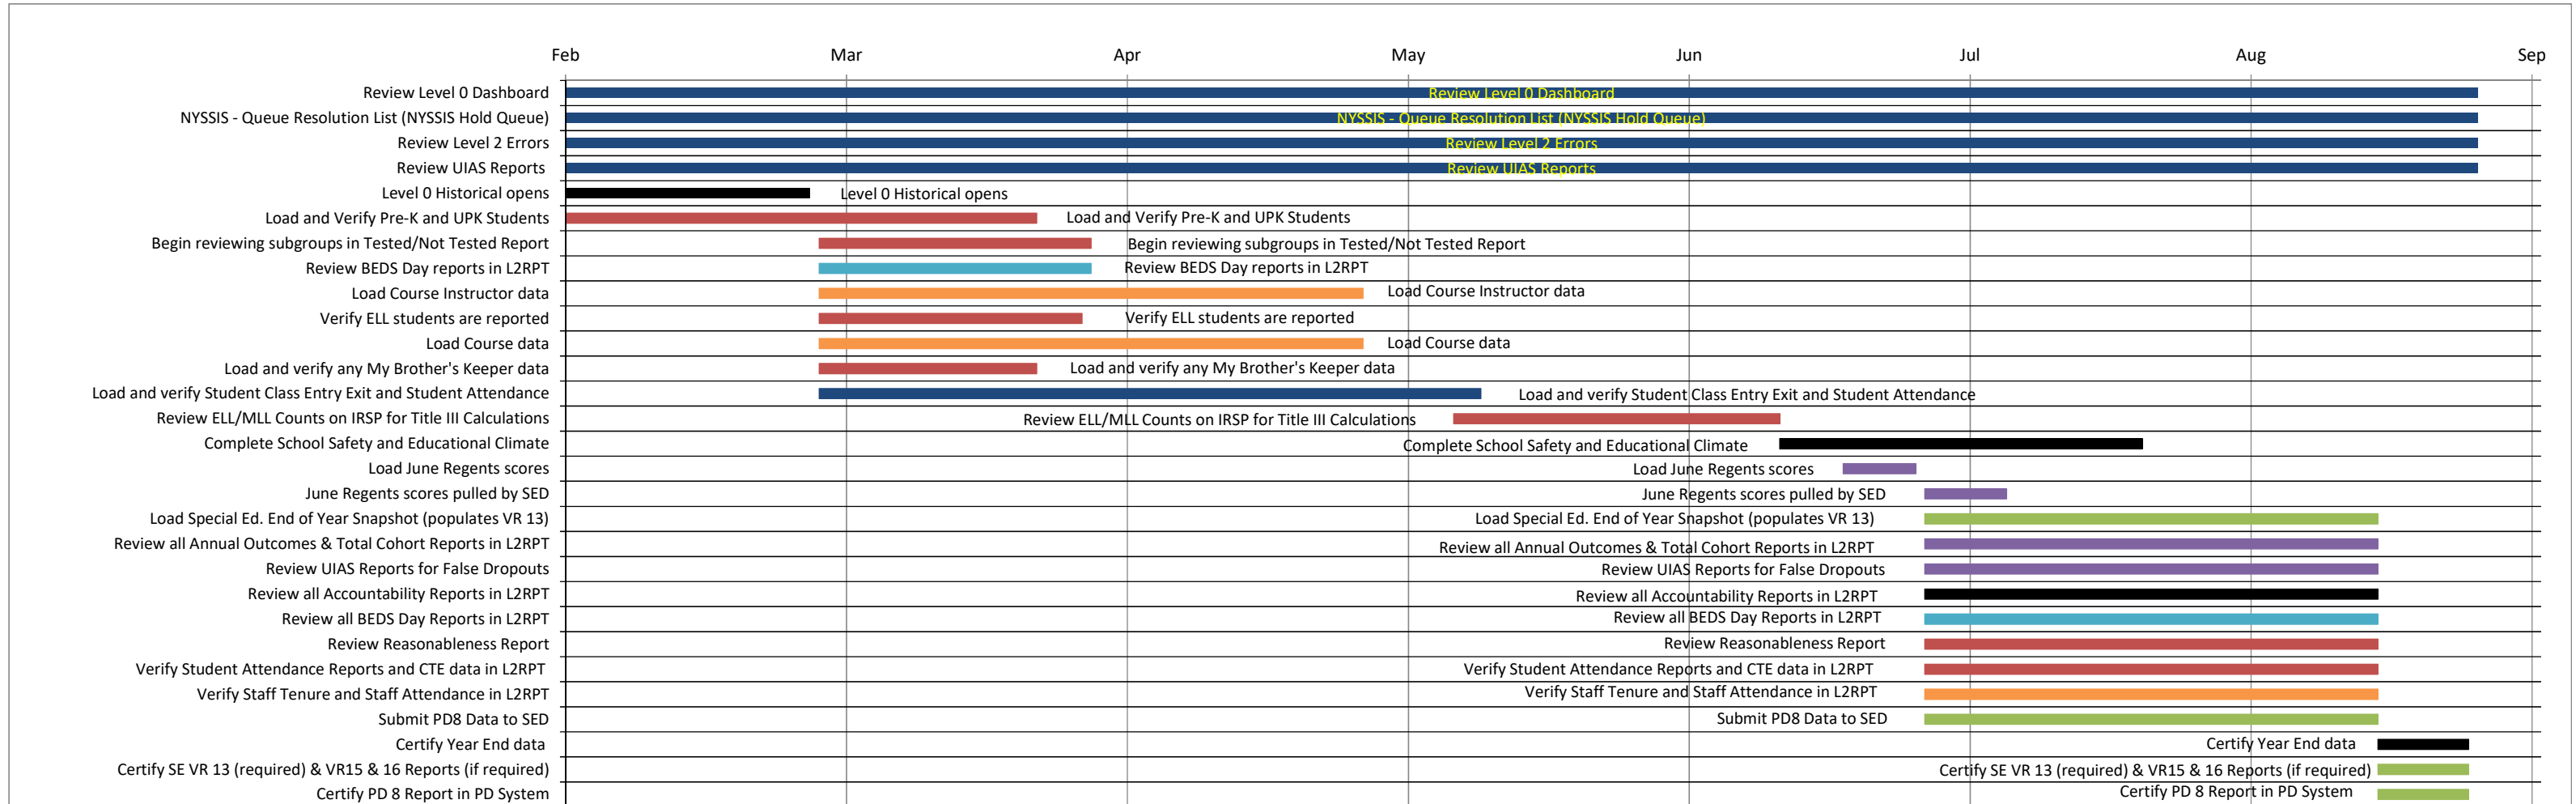 Feb Mar Apr May Jun Jul Aug Sep
Review Level 0 Dashboard Review Level 0 Dashboard
NYSSIS - Queue Resolution List (NYSSIS Hold Queue) NYSSIS - Queue Resolution List (NYSSIS Hold Queue)
Review Level 2 Errors Review Level 2 Errors
Review UIAS Reports Review UIAS Reports
Level 0 Historical opens Level 0 Historical opens
Load and Verify Pre-K and UPK Students Load and Verify Pre-K and UPK Students
Begin reviewing subgroups in Tested/Not Tested Report Begin reviewing subgroups in Tested/Not Tested Report
Review BEDS Day reports in L2RPT Review BEDS Day reports in L2RPT
Load Course Instructor data Load Course Instructor data
Verify ELL students are reported Verify ELL students are reported
Load Course data Load Course data
Load and verify any My Brother's Keeper data Load and verify any My Brother's Keeper data
Load and verify Student Class Entry Exit and Student Attendance Load and verify Student Class Entry Exit and Student Attendance
Review ELL/MLL Counts on IRSP for Title III Calculations Review ELL/MLL Counts on IRSP for Title III Calculations
Complete School Safety and Educational Climate Complete School Safety and Educational Climate
Load June Regents scores Load June Regents scores
June Regents scores pulled by SED June Regents scores pulled by SED
Load Special Ed. End of Year Snapshot (populates VR 13) Load Special Ed. End of Year Snapshot (populates VR 13)
Review all Annual Outcomes & Total Cohort Reports in L2RPT Review all Annual Outcomes & Total Cohort Reports in L2RPT
Review UIAS Reports for False Dropouts Review UIAS Reports for False Dropouts
Review all Accountability Reports in L2RPT Review all Accountability Reports in L2RPT
Review all BEDS Day Reports in L2RPT Review all BEDS Day Reports in L2RPT
Review Reasonableness Report Review Reasonableness Report
Verify Student Attendance Reports and CTE data in L2RPT Verify Student Attendance Reports and CTE data in L2RPT
Verify Staff Tenure and Staff Attendance in L2RPT Verify Staff Tenure and Staff Attendance in L2RPT
Submit PD8 Data to SED Submit PD8 Data to SED
Certify Year End data Certify Year End data
Certify SE VR 13 (required) & VR15 & 16 Reports (if required) Certify SE VR 13 (required) & VR15 & 16 Reports (if required)
Certify PD 8 Report in PD System Certify PD 8 Report in PD System